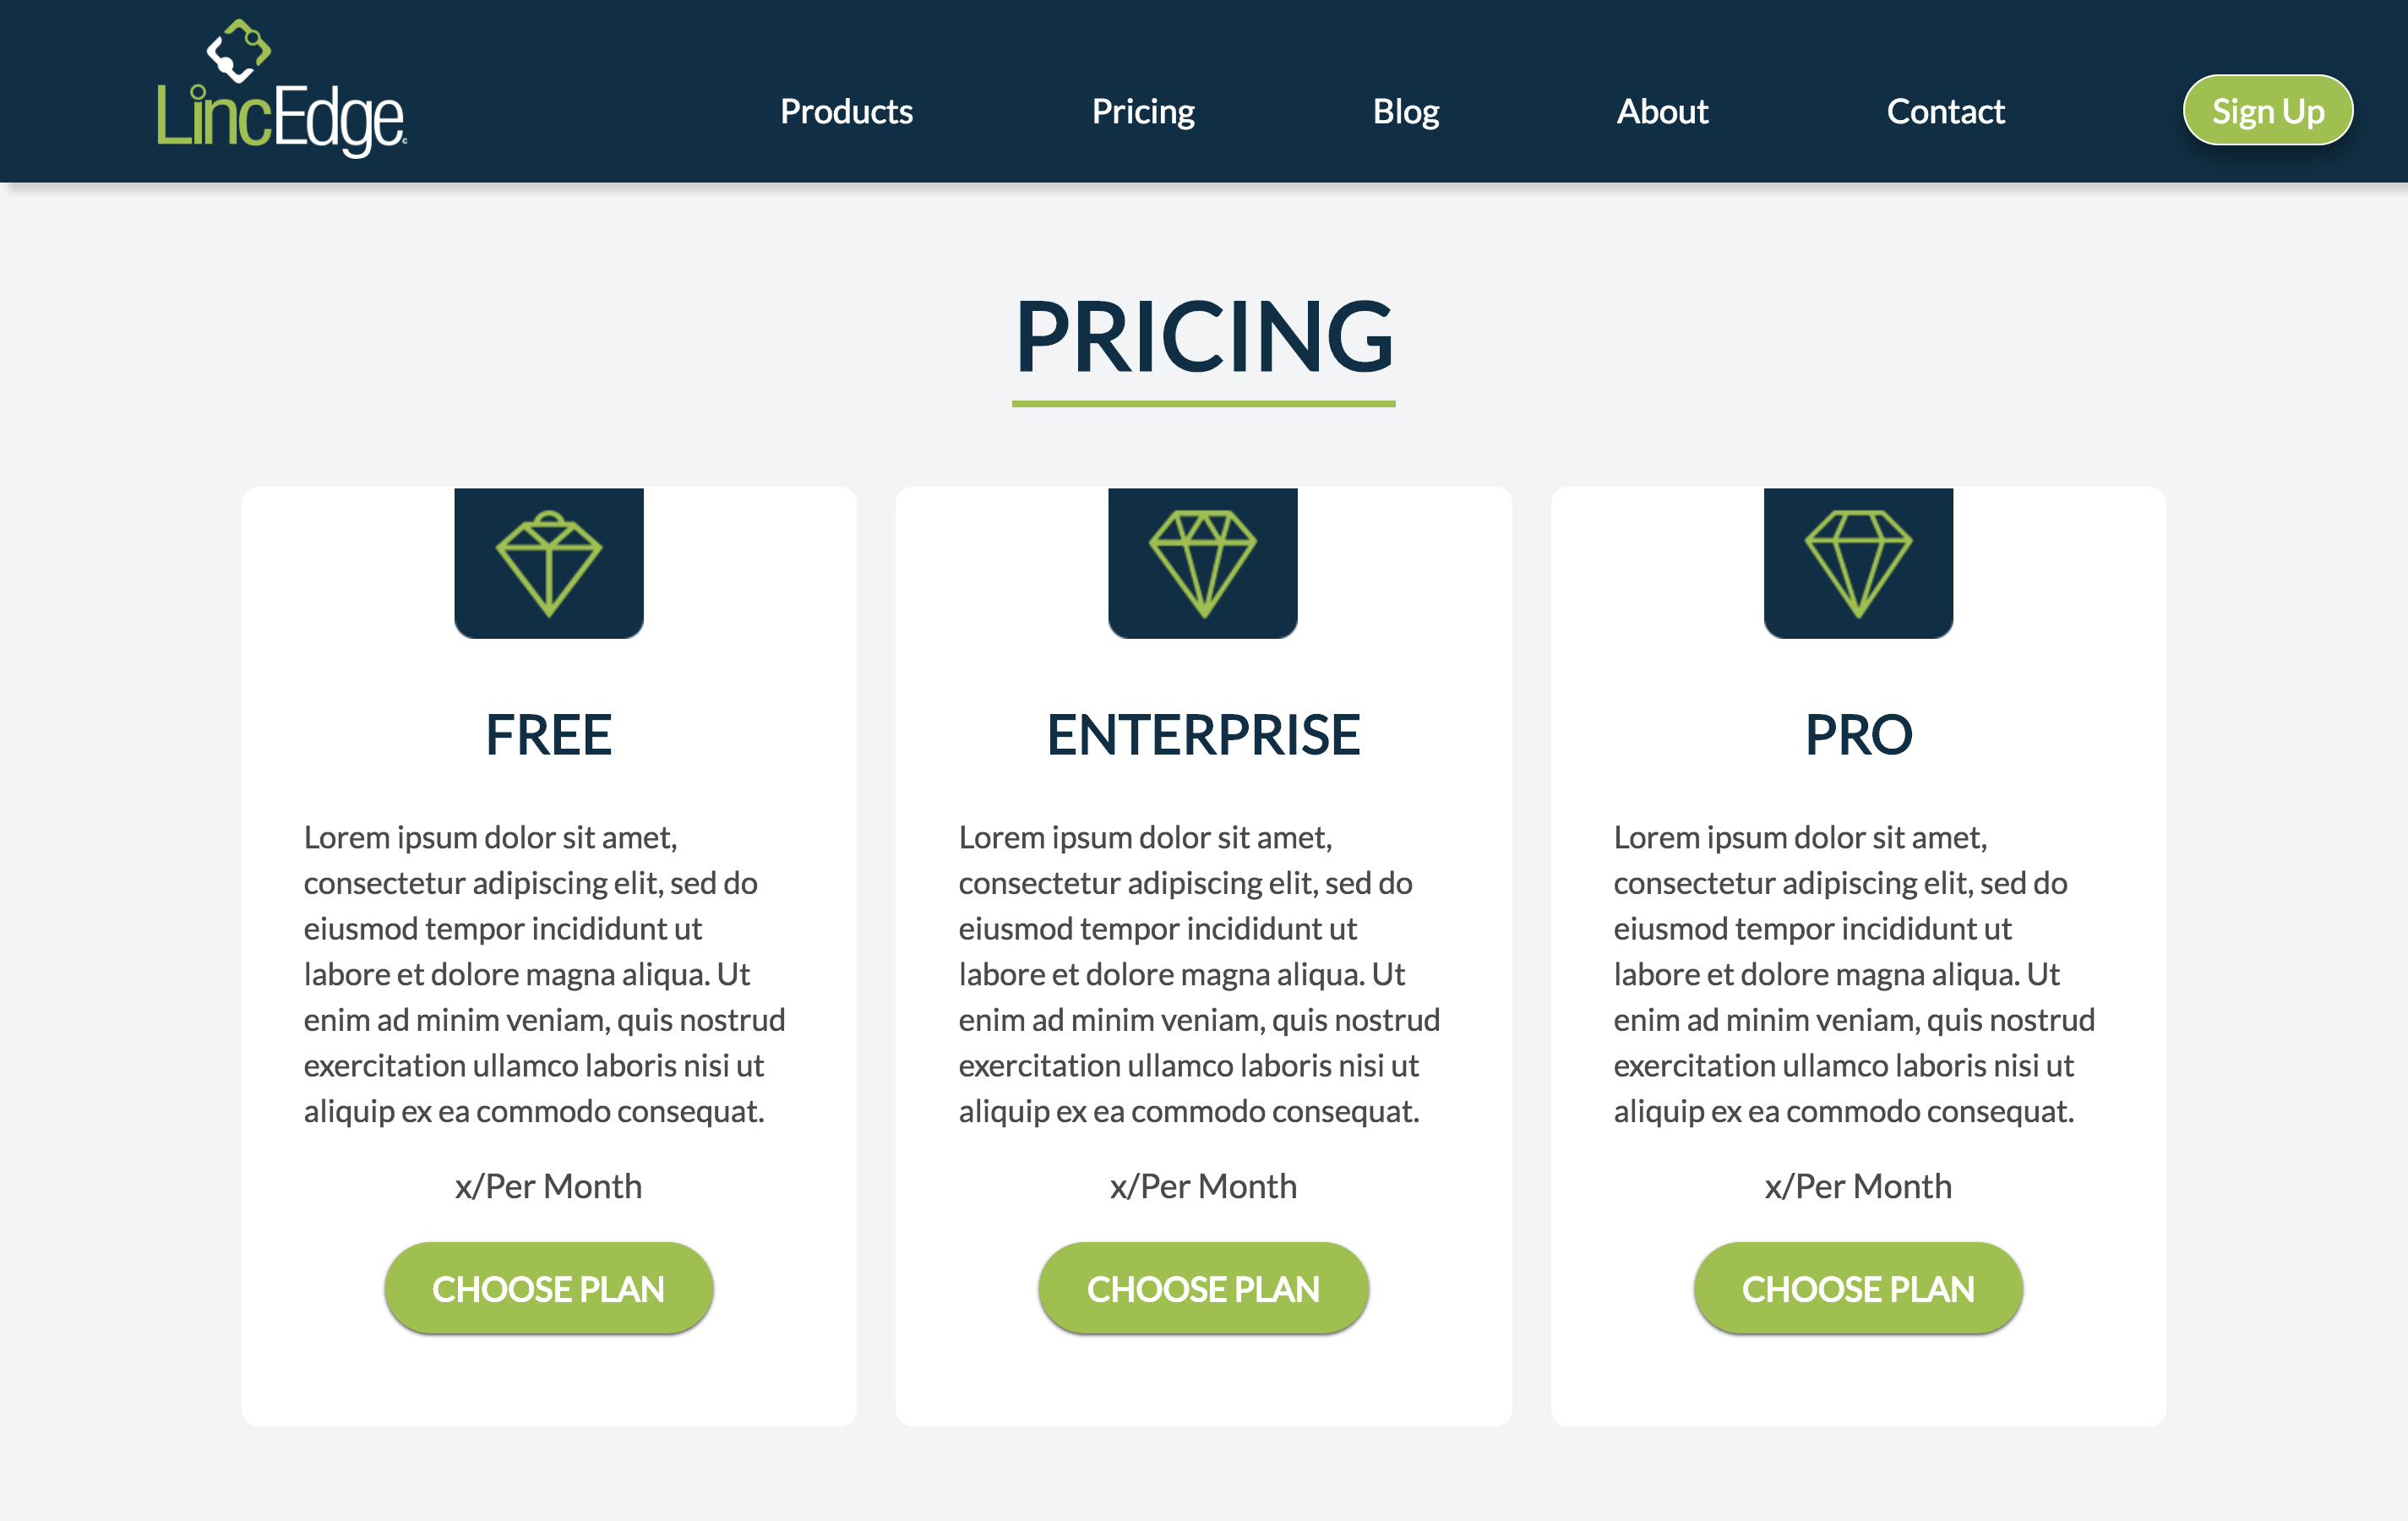 LincEdge
Products
Pricing
Blog
About
Contact
Sign Up
PRICING
FREE
Lorem ipsum dolor sit amet,
consectetur adipiscing elit, sed do
eiusmod tempor incididunt ut
labore et dolore magna aliqua. Ut
enim ad minim veniam, quis nostrud
exercitation ullamco laboris nisi ut
aliquip ex ea commodo consequat.
x/Per Month
CHOOSE PLAN
ENTERPRISE
Lorem ipsum dolor sit amet,
consectetur adipiscing elit, sed do
eiusmod tempor incididunt ut
labore et dolore magna aliqua. Ut
enim ad minim veniam, quis nostrud
exercitation ullamco laboris nisi ut
aliquip ex ea commodo consequat.
x/Per Month
CHOOSE PLAN
PRO
Lorem ipsum dolor sit amet,
consectetur adipiscing elit, sed do
eiusmod tempor incididunt ut
labore et dolore magna aliqua. Ut
enim ad minim veniam, quis nostrud
exercitation ullamco laboris nisi ut
aliquip ex ea commodo consequat.
x/Per Month
CHOOSE PLAN